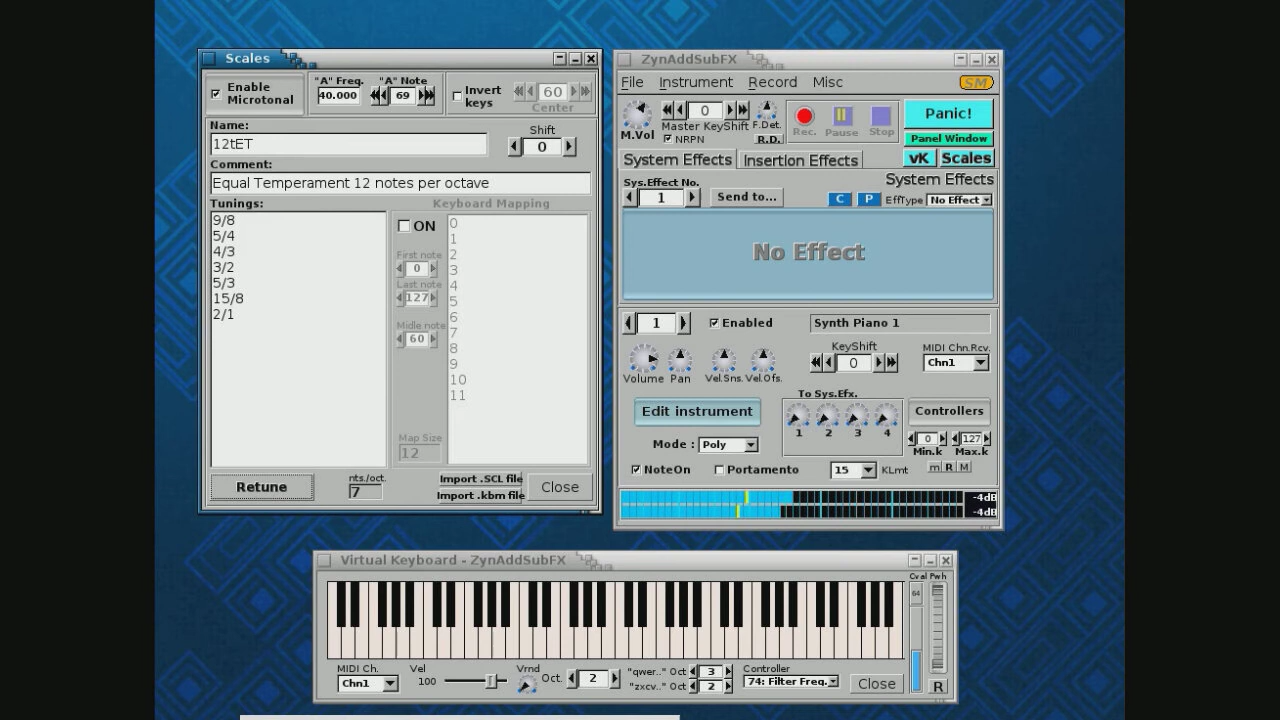 Scales
Enable
Microtonal
"A" Freq.
40.000
"A" Note
69
Invert
keys
60
Center
Name:
12tET
Shift
0
Comment:
Equal Temperament 12 notes per octave
Tunings:
9/8
5/4
4/3
3/2
5/3
15/8
2/1
Keyboard Mapping
ON
First note
0
Last note
127
Midle note
60
Map Size
12
0
1
2
3
4
5
6
7
8
9
10
11
Retune
nts./oct.
7
Import .SCL file
Import .kbm file
Close
ZynAddSubFX
File Instrument Record Misc
SM
M.Vol
0
Master KeyShift
NRPN
F.Det.
R.D.
Rec. Pause Stop
Panic!
Panel Window
vK Scales
System Effects Insertion Effects
System Effects
Sys.Effect No.
1
Send to...
C P EffType No Effect
No Effect
1
Enabled
Synth Piano 1
Volume Pan Vel.Sns. Vel.Ofs.
KeyShift
0
MIDI Chn.Rcv.
Chn1
Edit instrument
To Sys.Efx.
1 2 3 4
Controllers
Mode : Poly
0 127
Min.k Max.k
NoteOn Portamento 15 KLmt m R M
-4dB
-4dB
Virtual Keyboard - ZynAddSubFX
Cval Pwh
64
MIDI Ch.
Chn1
Vel
100
Vrnd
Oct. 2
"qwer.." Oct 3
"zxcv.." Oct 2
Controller
74: Filter Freq.
Close
R